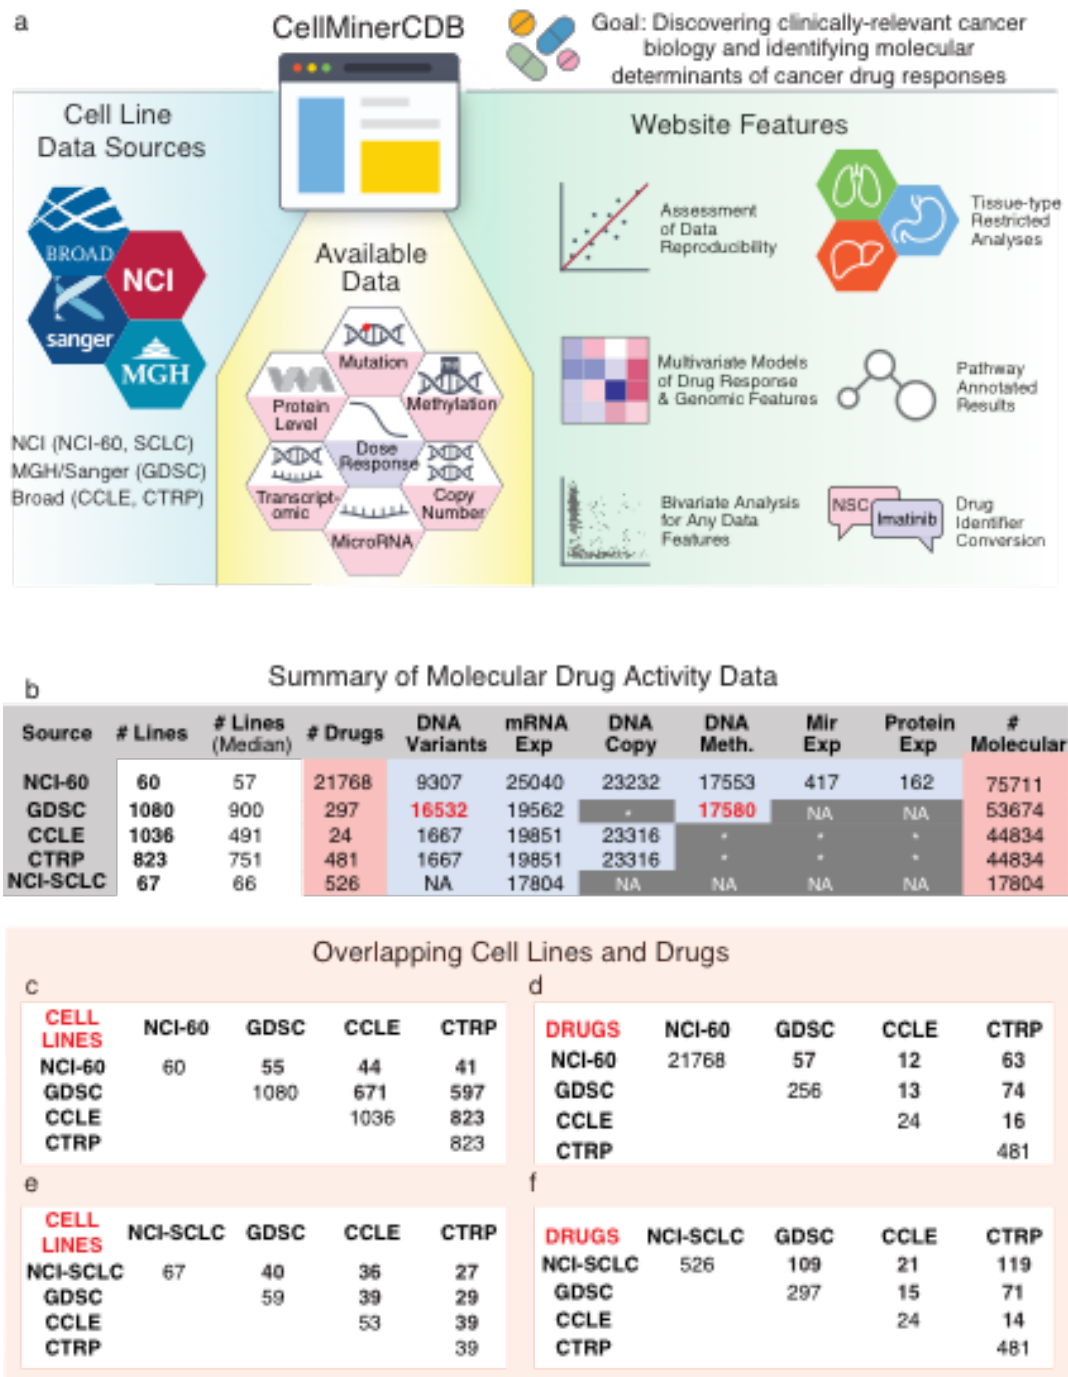 a
CellMinerCDB
Goal: Discovering clinically-relevant cancer
biology and identifying molecular
determinants of cancer drug responses
Cell Line
Data Sources
BROAD
NCI
sanger
MGH
NCI (NCI-60, SCLC)
MGH/Sanger (GDSC)
Broad (CCLE, CTRP)
Available
Data
Mutation
Protein
Level
Methylation
Dose
Response
Transcript-
omic
Copy
Number
MicroRNA
Website Features
Assessment
of Data
Reproducibility
Tissue-type
Restricted
Analyses
Multivariate Models
of Drug Response
& Genomic Features
Pathway
Annotated
Results
Bivariate Analysis
for Any Data
Features
NSC
Imatinib
Drug
Identifier
Conversion
b
Summary of Molecular Drug Activity Data
Source # Lines # Lines (Median) # Drugs DNA Variants mRNA Exp DNA Copy DNA Meth. Mir Exp Protein Exp # Molecular
NCI-60 60 57 21768 9307 25040 23232 17553 417 162 75711
GDSC 1080 900 297 16532 19562 * 17580 NA NA 53674
CCLE 1036 491 24 1667 19851 23316 * * * 44834
CTRP 823 751 481 1667 19851 23316 * * * 44834
NCI-SCLC 67 66 526 NA 17804 NA NA NA NA 17804
Overlapping Cell Lines and Drugs
c
CELL LINES NCI-60 GDSC CCLE CTRP
NCI-60 60 55 44 41
GDSC 1080 671 597
CCLE 1036 823
CTRP 823
d
DRUGS NCI-60 GDSC CCLE CTRP
NCI-60 21768 57 12 63
GDSC 256 13 74
CCLE 24 16
CTRP 481
e
CELL LINES NCI-SCLC GDSC CCLE CTRP
NCI-SCLC 67 40 36 27
GDSC 59 39 29
CCLE 53 39
CTRP 39
f
DRUGS NCI-SCLC GDSC CCLE CTRP
NCI-SCLC 526 109 21 119
GDSC 297 15 71
CCLE 24 14
CTRP 481